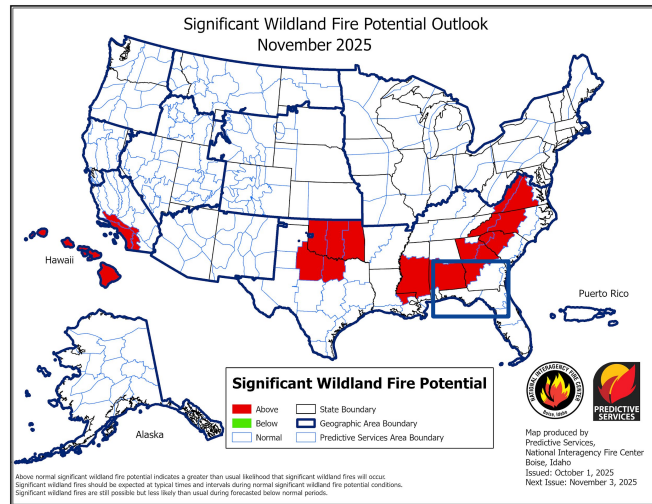 Significant Wildland Fire Potential Outlook
November 2025
Hawaii
Puerto Rico
Alaska
Significant Wildland Fire Potential
Above
Below
Normal
State Boundary
Geographic Area Boundary
Predictive Services Area Boundary
NATIONAL INTERAGENCY FIRE CENTER
Boise, Idaho
PREDICTIVE
SERVICES
Map produced by
Predictive Services,
National Interagency Fire Center
Boise, Idaho
Issued: October 1, 2025
Next Issue: November 3, 2025
Above normal significant fire potential indicates a greater than usual likelihood that significant wildland fires will occur.
Significant wildland fires should be expected at typical times and intervals during normal significant wildland fire potential conditions.
Significant wildland fires are still possible but less likely than usual during forecasted below normal periods.